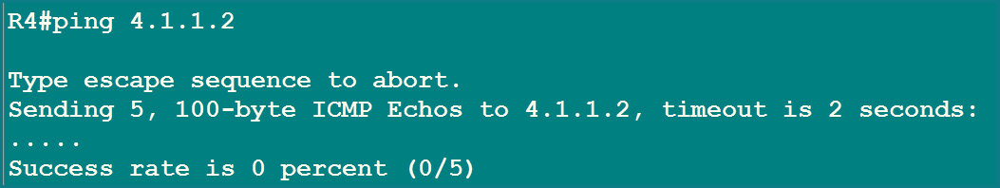 R4#ping 4.1.1.2
Type escape sequence to abort.
Sending 5, 100-byte ICMP Echos to 4.1.1.2, timeout is 2 seconds:
.....
Success rate is 0 percent (0/5)